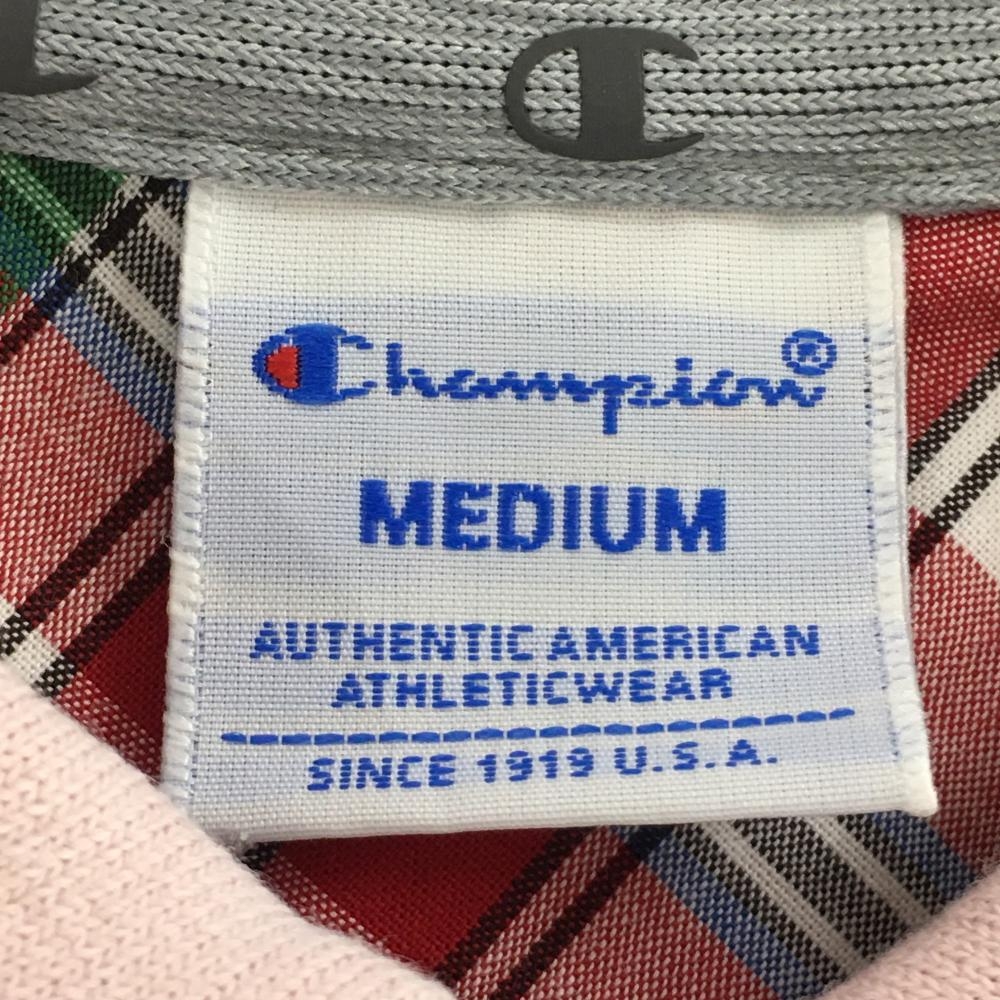 Champion®
MEDIUM
AUTHENTIC AMERICAN
ATHLETICWEAR
SINCE 1919 U.S.A.